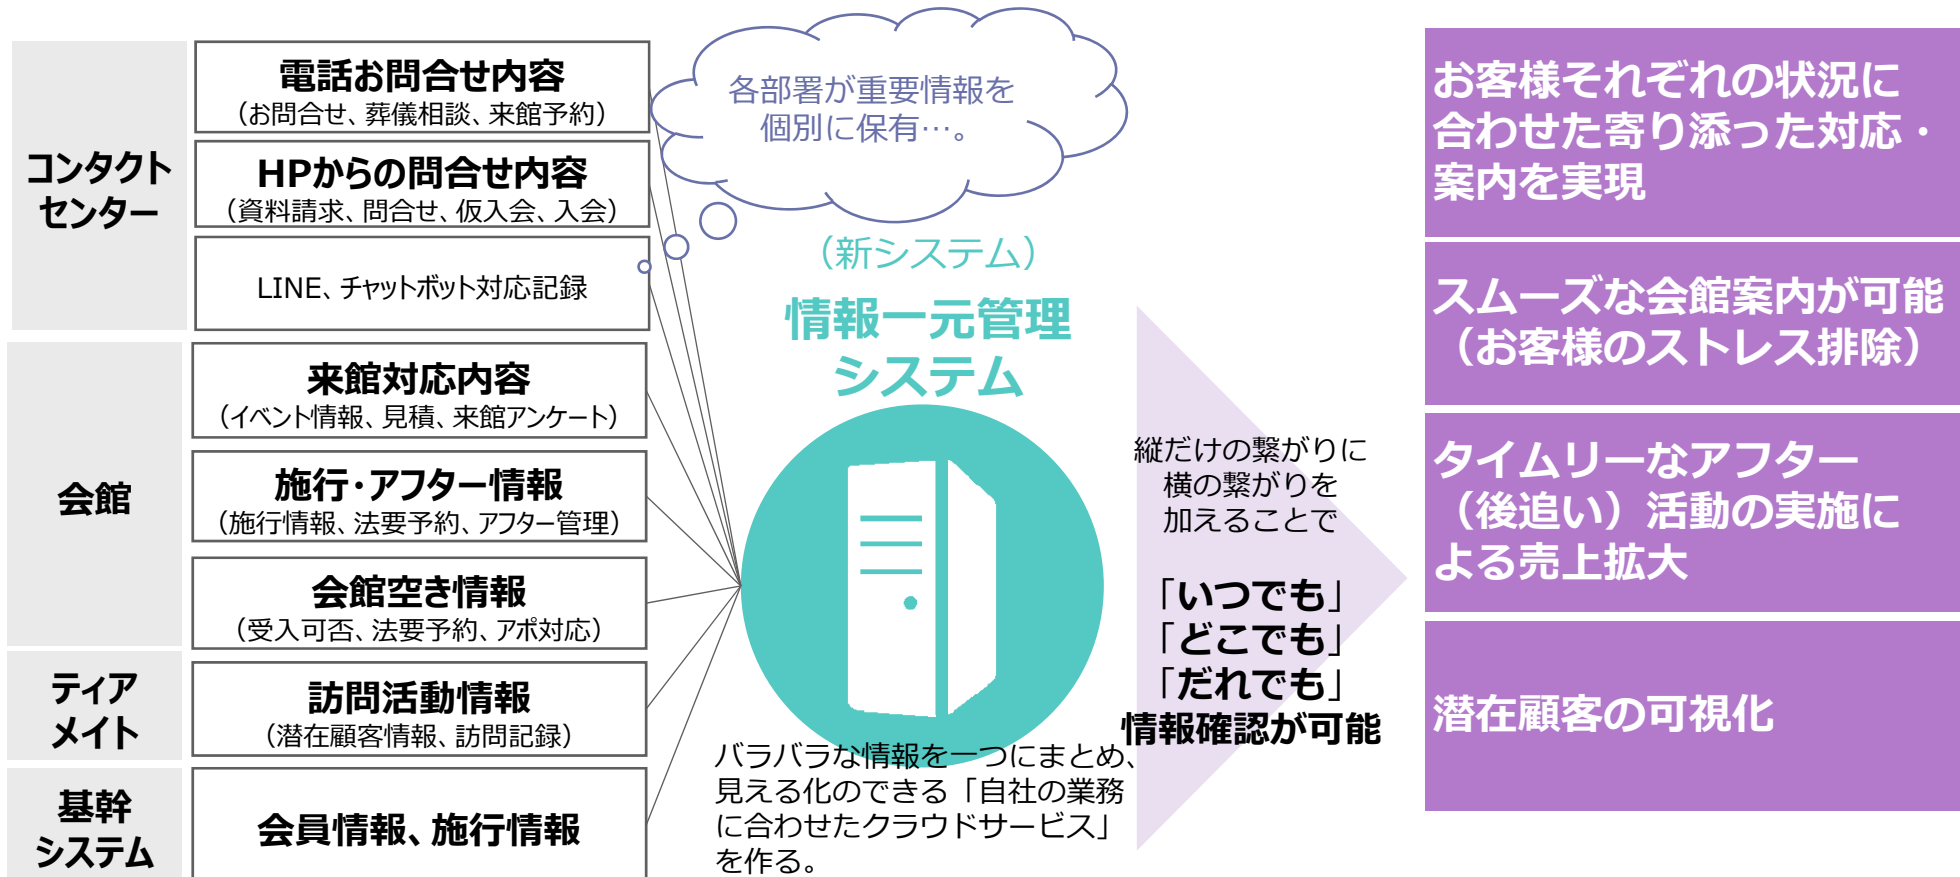 コンタクト
センター
電話お問合せ内容
（お問合せ、葬儀相談、来館予約）
HPからの問合せ内容
（資料請求、問合せ、仮入会、入会）
LINE、チャットボット対応記録
会館
来館対応内容
（イベント情報、見積、来館アンケート）
施行・アフター情報
（施行情報、法要予約、アフター管理）
会館空き情報
（受入可否、法要予約、アポ対応）
ティア
メイト
訪問活動情報
（潜在顧客情報、訪問記録）
基幹
システム
会員情報、施行情報
各部署が重要情報を
個別に保有…。
（新システム）
情報一元管理
システム
バラバラな情報を一つにまとめ、
見える化のできる「自社の業務
に合わせたクラウドサービス」
を作る。
縦だけの繋がりに
横の繋がりを
加えることで
「いつでも」
「どこでも」
「だれでも」
情報確認が可能
お客様それぞれの状況に
合わせた寄り添った対応・
案内を実現
スムーズな会館案内が可能
（お客様のストレス排除）
タイムリーなアフター
（後追い）活動の実施に
よる売上拡大
潜在顧客の可視化